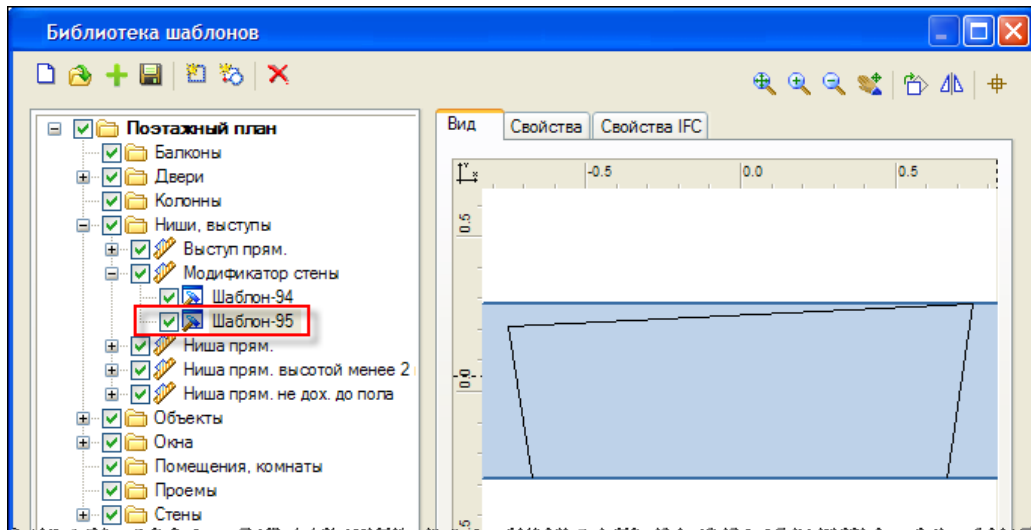 Библиотека шаблонов
Поэтажный план
Балконы
Двери
Колонны
Ниши, выступы
Выступ прям.
Модификатор стены
Шаблон-94
Шаблон-95
Ниша прям.
Ниша прям. высотой менее 2
Ниша прям. не дох. до пола
Объекты
Окна
Помещения, комнаты
Проемы
Стены
Вид Свойства Свойства IFC
Y X -0.5 0.0 0.5
0.5
0.0